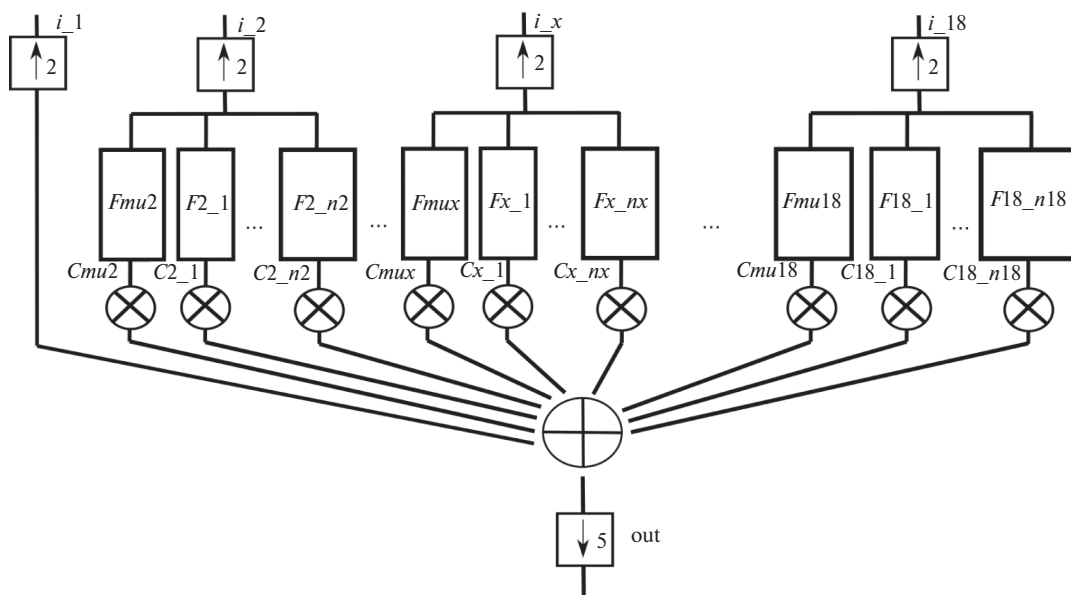 i_1 i_2 i_x i_18
↑2 ↑2 ↑2 ↑2
Fmu2 F2_1 ... F2_n2 ... Fmux Fx_1 ... Fx_nx ... Fmu18 F18_1 ... F18_n18
Cmu2 C2_1 C2_n2 Cmux Cx_1 Cx_nx Cmu18 C18_1 C18_n18
↓5 out